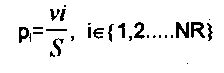 pᵢ=vi/S, i∈{1,2.....NR}